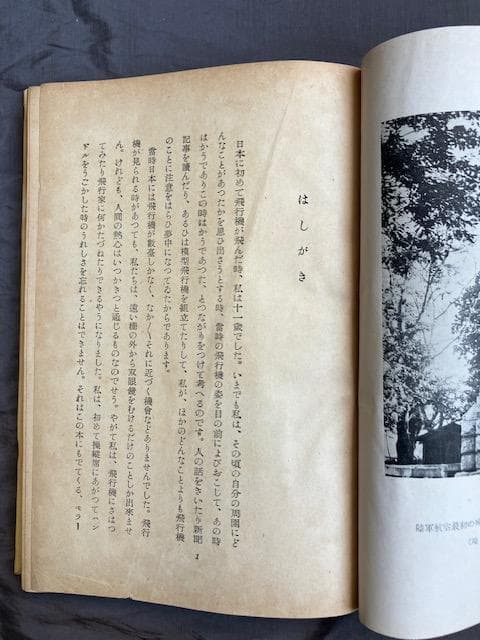 はしがき
日本に初めて飛行機が飛んだ時、私は十一歳でした。いまでも私は、その頃の自分の周圍にど
んなことがあつたかを思ひ出さうとする時、當時の飛行機の姿を目の前によびおこして、あの時
はかうでありこの時はかうであつた、とつながりをつけて考へるのです。人の話をきいたり新聞
記事を讀んだり、あるひは模型飛行機を組立てたりして、私が、ほかのどんなことよりも飛行機
のことに注意をはらひ夢中になつてゐたからであります。
當時日本には飛行機が數臺しかなく、なか〳〵それに近づく機會などありませんでした。飛行
機が見られる時があつても、私たちは、遠い柵の外から双眼鏡をむけるだけのことしか出來ませ
ん。けれども、人間の熱心はいつかきつと通じるものなのでせう。やがて私は、飛行機にさはつ
てみたり飛行家に何かたづねたりできるやうになりました。私は、初めて操縱席にあがつてハン
ドルをうごかした時のうれしさを忘れることはできません。それはこの本にもでてくる、ペラー
1
陸軍航空最初の